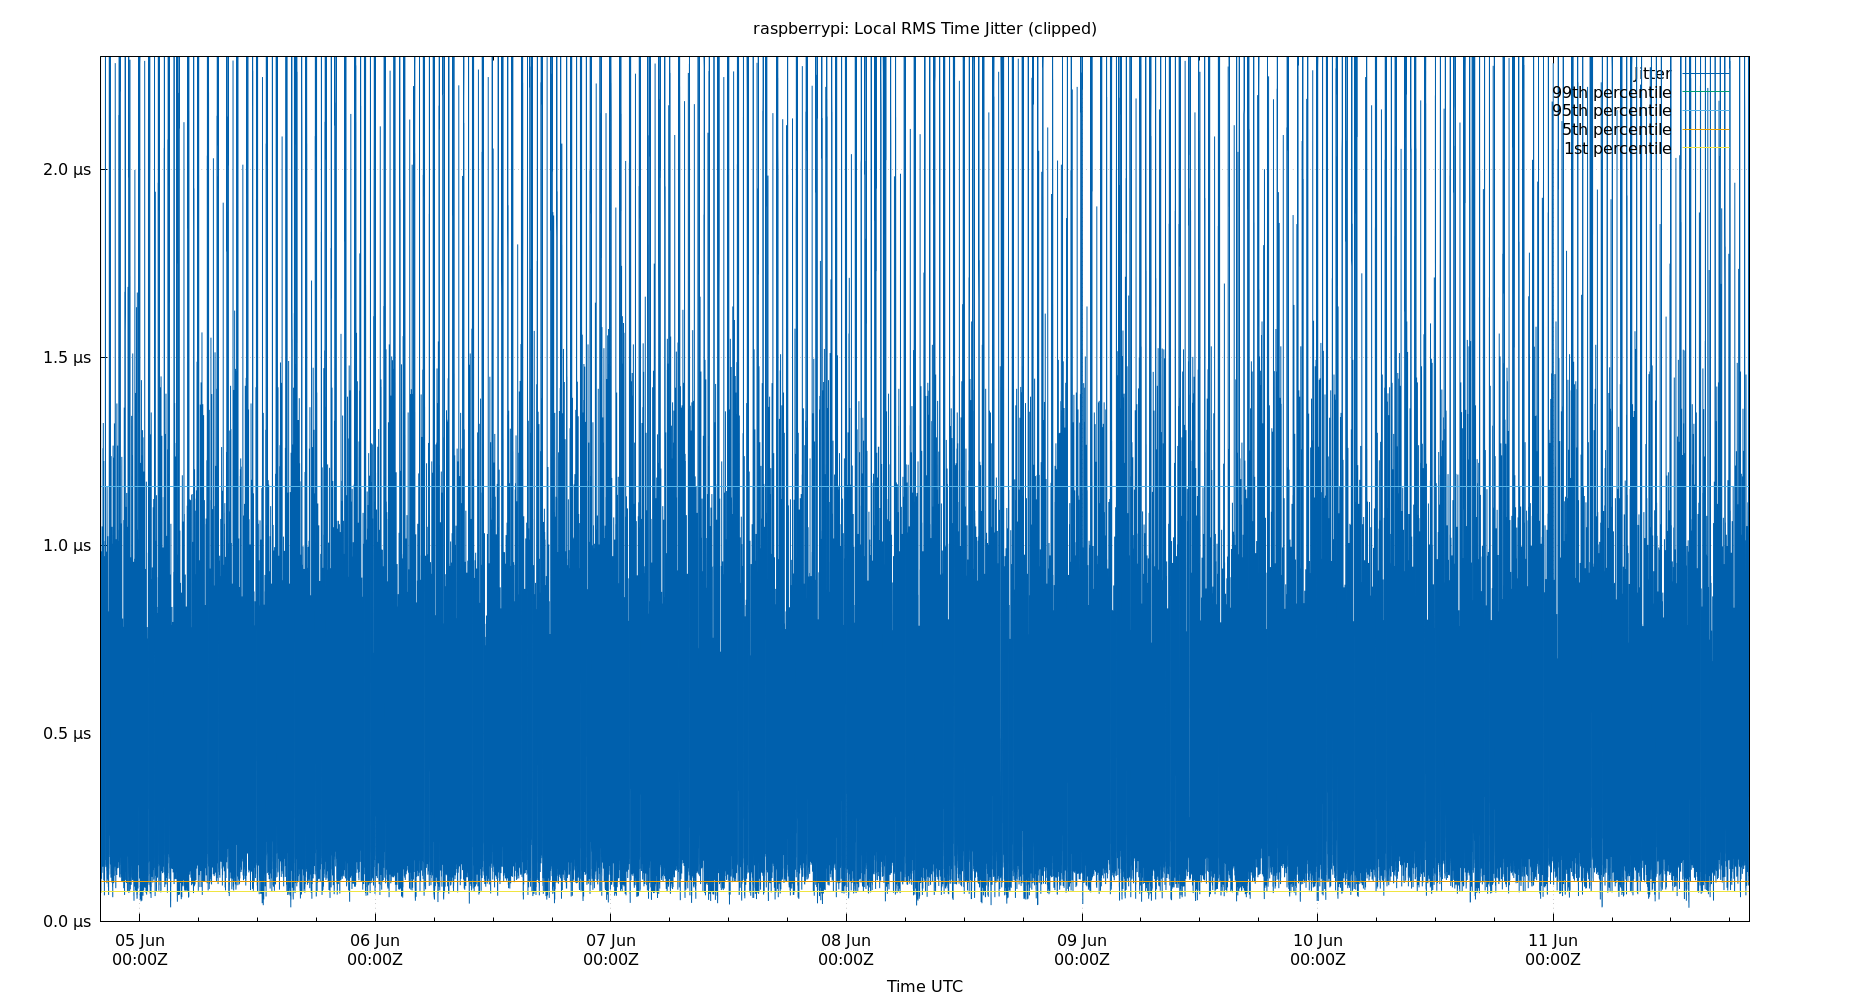 raspberrypi: Local RMS Time Jitter (clipped)
jitter
99th percentile
95th percentile
5th percentile
1st percentile
2.0 µs
1.5 µs
1.0 µs
0.5 µs
0.0 µs
05 Jun 06 Jun 07 Jun 08 Jun 09 Jun 10 Jun 11 Jun
00:00Z 00:00Z 00:00Z 00:00Z 00:00Z 00:00Z 00:00Z
Time UTC